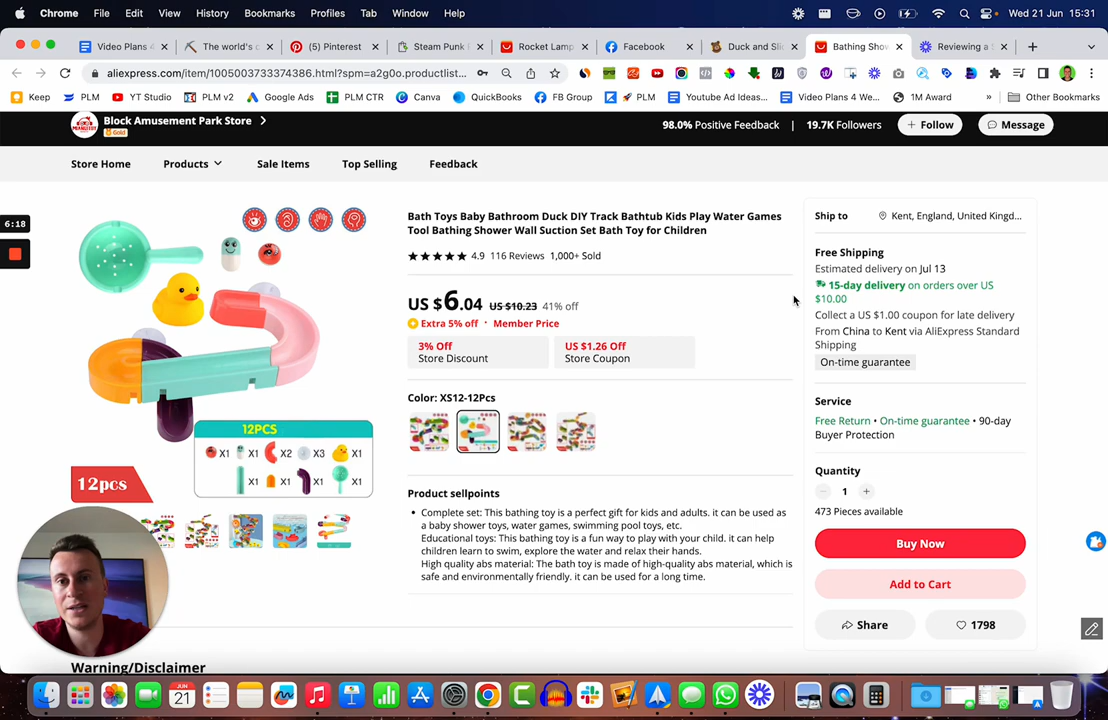 Chrome File Edit View History Bookmarks Profiles Tab Window Help Wed 21 Jun 15:31
Video Plans 4 The world's c (5) Pinterest Steam Punk Rocket Lamp Facebook Duck and Sli Bathing Show Reviewing a S
aliexpress.com/item/1005003733374386.html?spm=a2g0o.productlist...
Keep PLM YT Studio PLM v2 Google Ads PLM CTR Canva QuickBooks FB Group PLM Youtube Ad Ideas... Video Plans 4 We... 1M Award » Other Bookmarks
Block Amusement Park Store
Gold
98.0% Positive Feedback | 19.7K Followers + Follow Message
Store Home Products Sale Items Top Selling Feedback
6:18
12PCS
X1 X1 X2 X3 X1
X1 X1 X1 X1
12pcs
Bath Toys Baby Bathroom Duck DIY Track Bathtub Kids Play Water Games
Tool Bathing Shower Wall Suction Set Bath Toy for Children
4.9 116 Reviews 1,000+ Sold
US $6.04 US $10.23 41% off
Extra 5% off · Member Price
3% Off
Store Discount
US $1.26 Off
Store Coupon
Color: XS12-12Pcs
Product sellpoints
• Complete set: This bathing toy is a perfect gift for kids and adults. it can be used as
a baby shower toys, water games, swimming pool toys, etc.
Educational toys: This bathing toy is a fun way to play with your child. it can help
children learn to swim, explore the water and relax their hands.
High quality abs material: The bath toy is made of high-quality abs material, which is
safe and environmentally friendly. it can be used for a long time.
Ship to Kent, England, United Kingd...
Free Shipping
Estimated delivery on Jul 13
15-day delivery on orders over US
$10.00
Collect a US $1.00 coupon for late delivery
From China to Kent via AliExpress Standard
Shipping
On-time guarantee
Service
Free Return • On-time guarantee • 90-day
Buyer Protection
Quantity
1
473 Pieces available
Buy Now
Add to Cart
Share 1798
Warning/Disclaimer
JUN
21